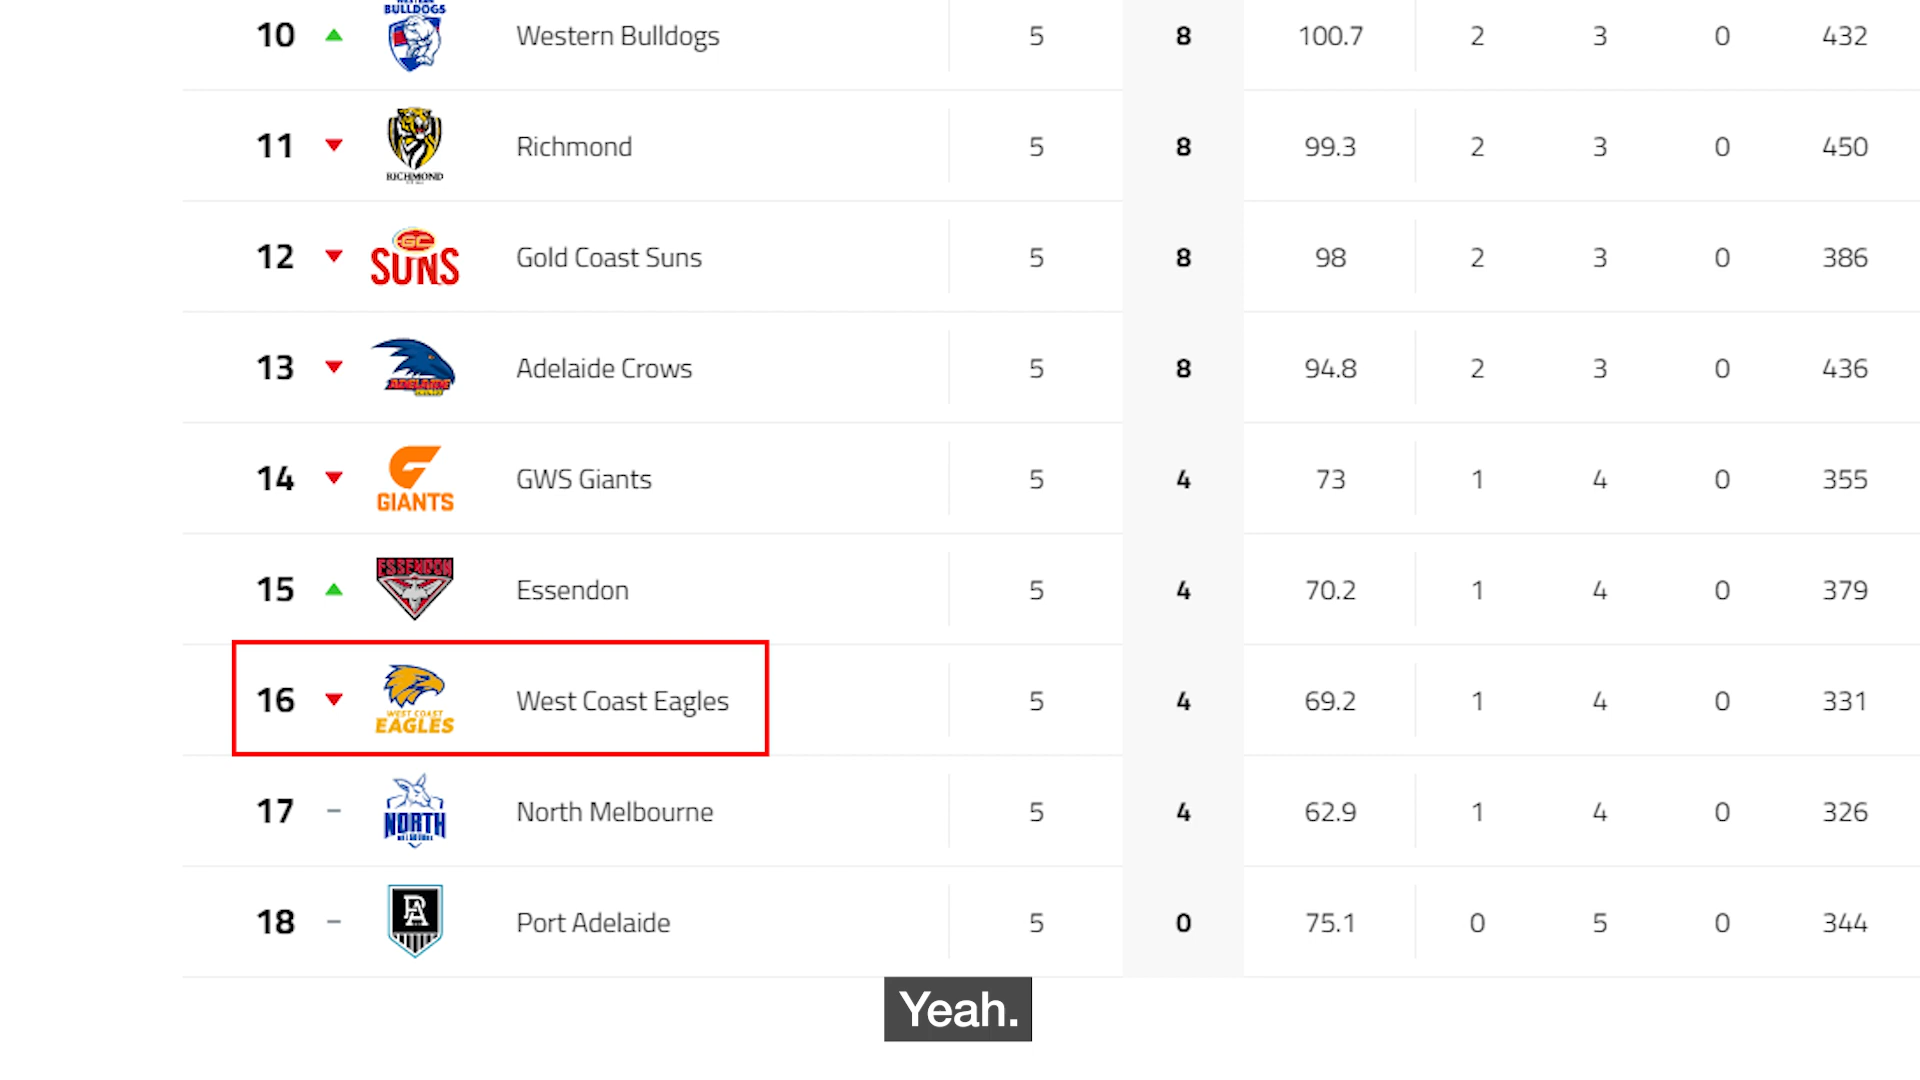 BULLDOGS
10 Western Bulldogs 5 8 100.7 2 3 0 432
RICHMOND
11 Richmond 5 8 99.3 2 3 0 450
GC
SUNS
12 Gold Coast Suns 5 8 98 2 3 0 386
ADELAIDE
13 Adelaide Crows 5 8 94.8 2 3 0 436
GIANTS
14 GWS Giants 5 4 73 1 4 0 355
ESSENDON
15 Essendon 5 4 70.2 1 4 0 379
WEST COAST
EAGLES
16 West Coast Eagles 5 4 69.2 1 4 0 331
NORTH
17 – North Melbourne 5 4 62.9 1 4 0 326
PA
18 – Port Adelaide 5 0 75.1 0 5 0 344
Yeah.